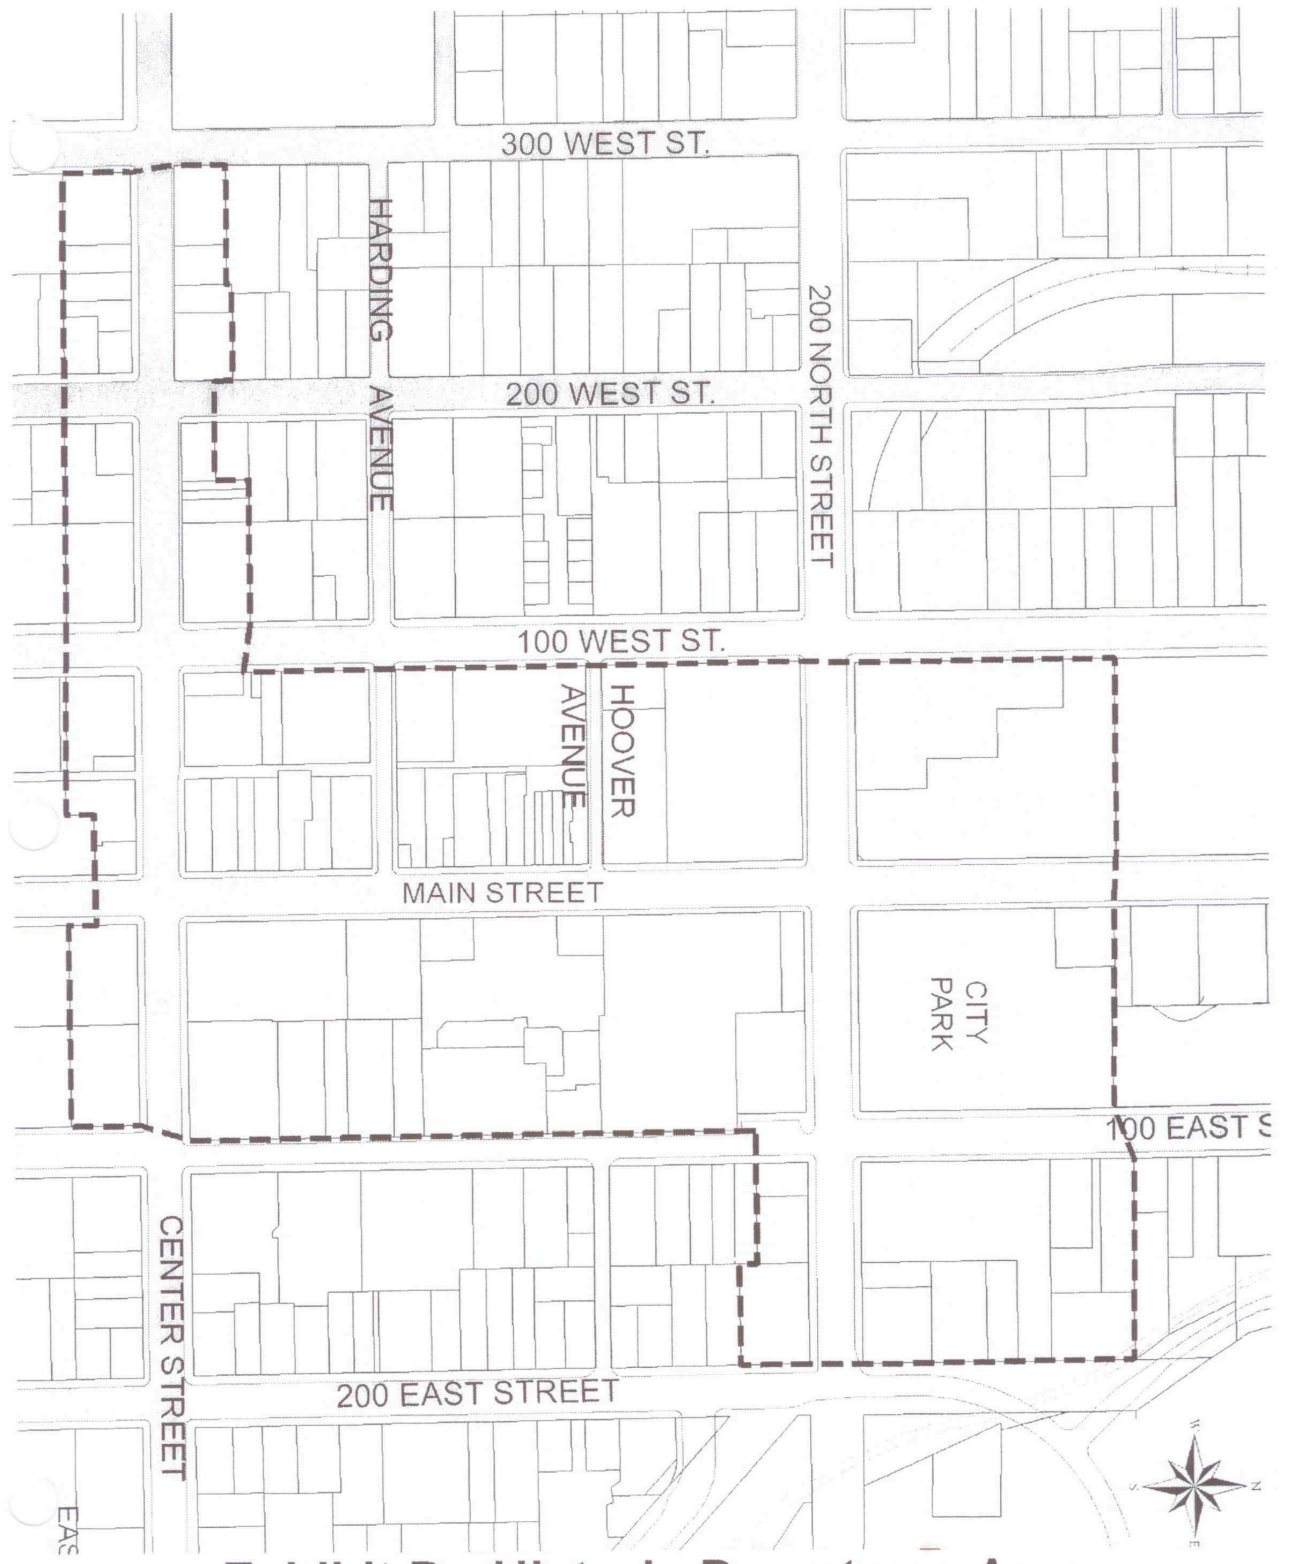 300 WEST ST.
HARDING AVENUE
200 WEST ST.
200 NORTH STREET
100 WEST ST.
HOOVER
AVENUE
MAIN STREET
CITY
PARK
100 EAST S
CENTER STREET
200 EAST STREET
W
S
N
E
EAS